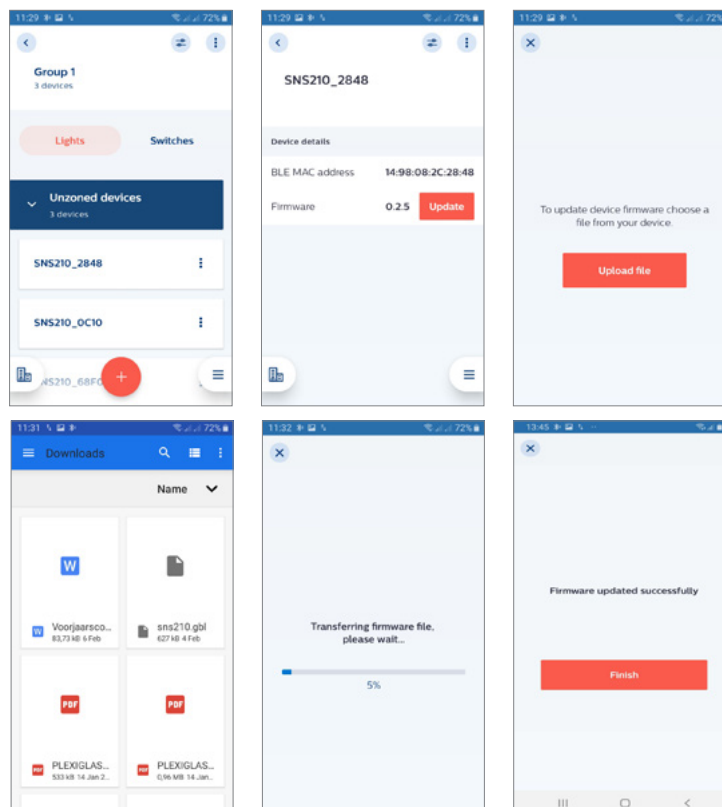 11:29
72%
Group 1
3 devices
Lights
Switches
Unzoned devices
3 devices
SNS210_2848
SNS210_0C10
+
11:29
72%
SNS210_2848
Device details
BLE MAC address 14:98:08:2C:28:48
Firmware 0.2.5 Update
11:29
72%
To update device firmware choose a
file from your device.
Upload file
11:31
72%
Downloads
Name
W
W Voorjaarsco...
83,73 kB 6 Feb
sns210.gbl
627 kB 4 Feb
PDF
PDF
PDF PLEXIGLAS...
533 kB 14 Jan 2...
PDF PLEXIGLAS...
0,96 MB 14 Jan...
11:32
72%
Transferring firmware file,
please wait...
5%
13:45
Firmware updated successfully
Finish